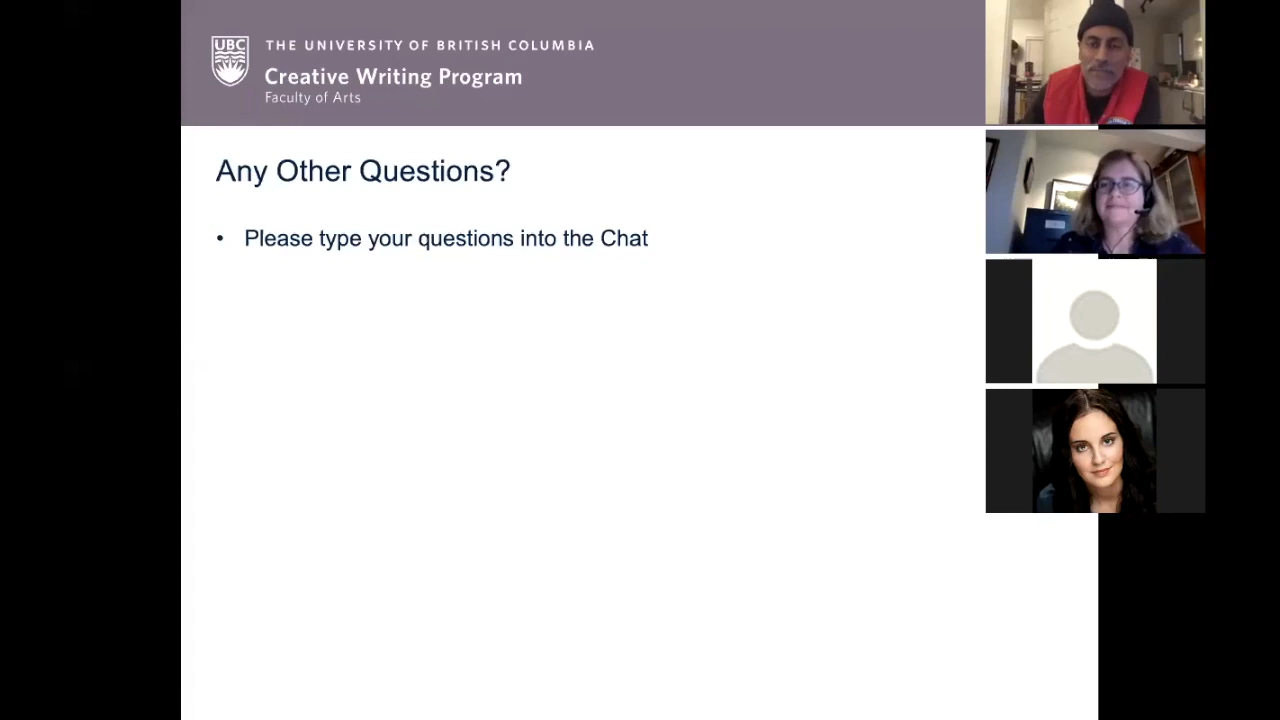 UBC
THE UNIVERSITY OF BRITISH COLUMBIA
Creative Writing Program
Faculty of Arts
Any Other Questions?
• Please type your questions into the Chat